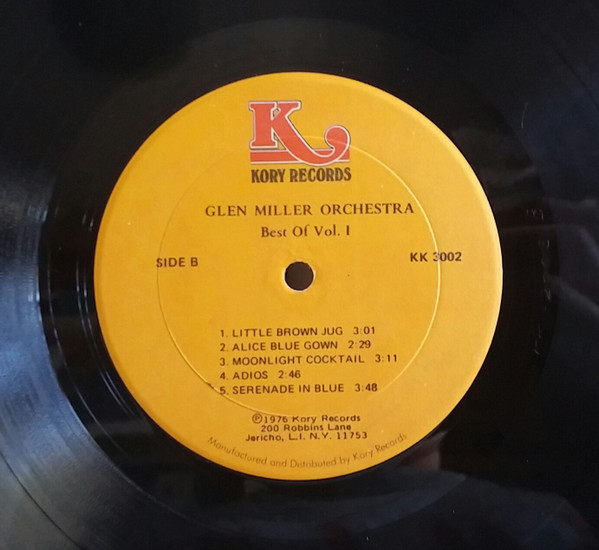 K
KORY RECORDS
GLEN MILLER ORCHESTRA
Best Of Vol. I
SIDE B
KK 3002
1. LITTLE BROWN JUG 3:01
2. ALICE BLUE GOWN 2:29
3. MOONLIGHT COCKTAIL 3:11
4. ADIOS 2:46
5. SERENADE IN BLUE 3:48
℗1976 Kory Records
200 Robbins Lane
Jericho, L.I. N.Y. 11753
Manufactured and Distributed by Kory Records